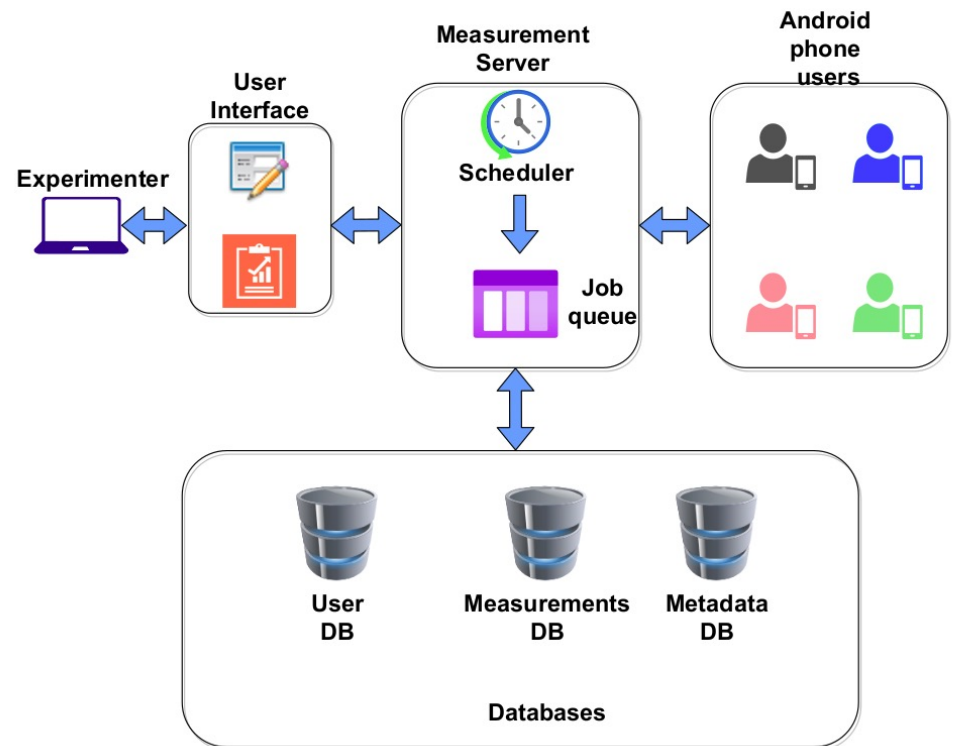 Measurement
Server
Android
phone
users
User
Interface
Experimenter
Scheduler
Job
queue
User
DB
Measurements
DB
Metadata
DB
Databases